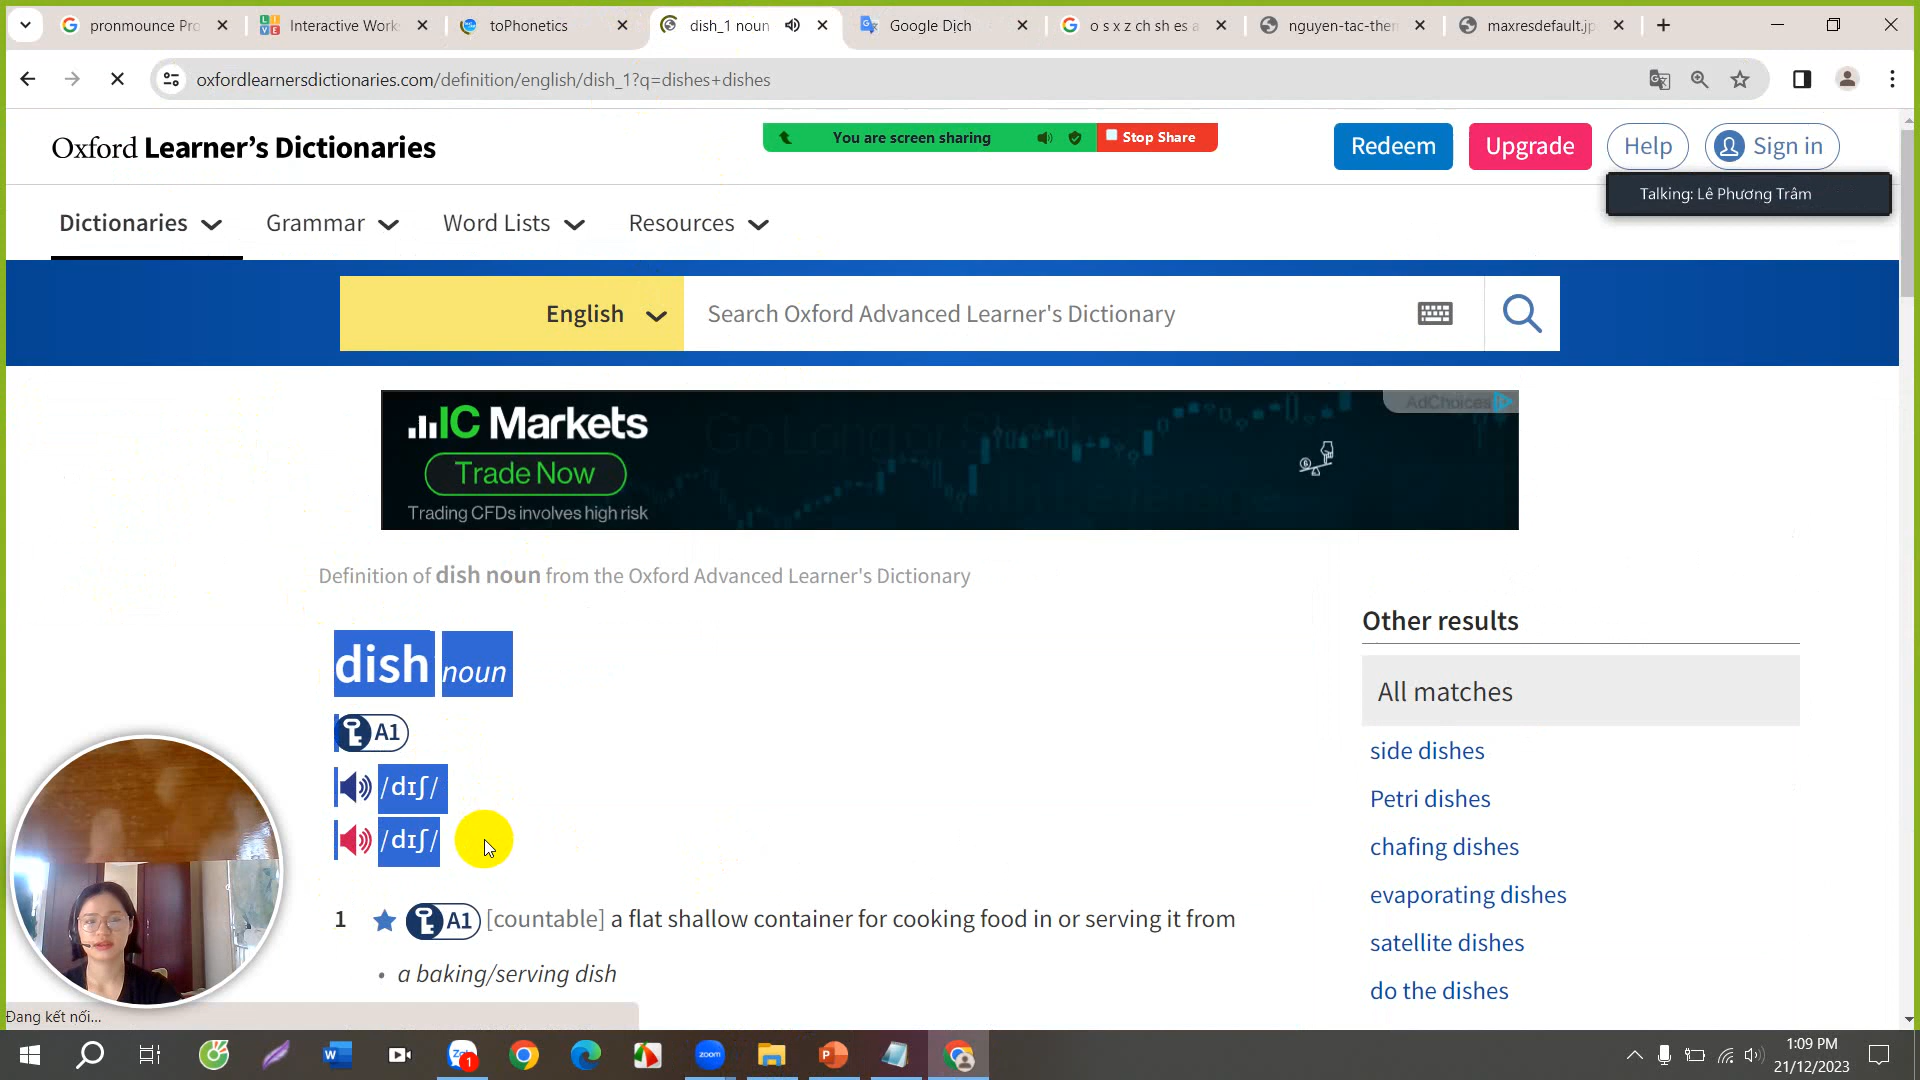 pronmounce Pro
Interactive Work
toPhonetics
dish_1 noun
Google Dịch
o s x z ch sh es a
nguyen-tac-then
maxresdefault.jp
oxfordlearnersdictionaries.com/definition/english/dish_1?q=dishes+dishes
Oxford Learner's Dictionaries
You are screen sharing
Stop Share
Redeem
Upgrade
Help
Sign in
Talking: Lê Phương Trâm
Dictionaries
Grammar
Word Lists
Resources
English
Search Oxford Advanced Learner's Dictionary
IC Markets
Trade Now
Trading CFDs involves high risk
AdChoices
Definition of dish noun from the Oxford Advanced Learner's Dictionary
dish noun
A1
/dɪʃ/
/dɪʃ/
1 A1 [countable] a flat shallow container for cooking food in or serving it from
• a baking/serving dish
Other results
All matches
side dishes
Petri dishes
chafing dishes
evaporating dishes
satellite dishes
do the dishes
Đang kết nối...
zoom
1:09 PM
21/12/2023